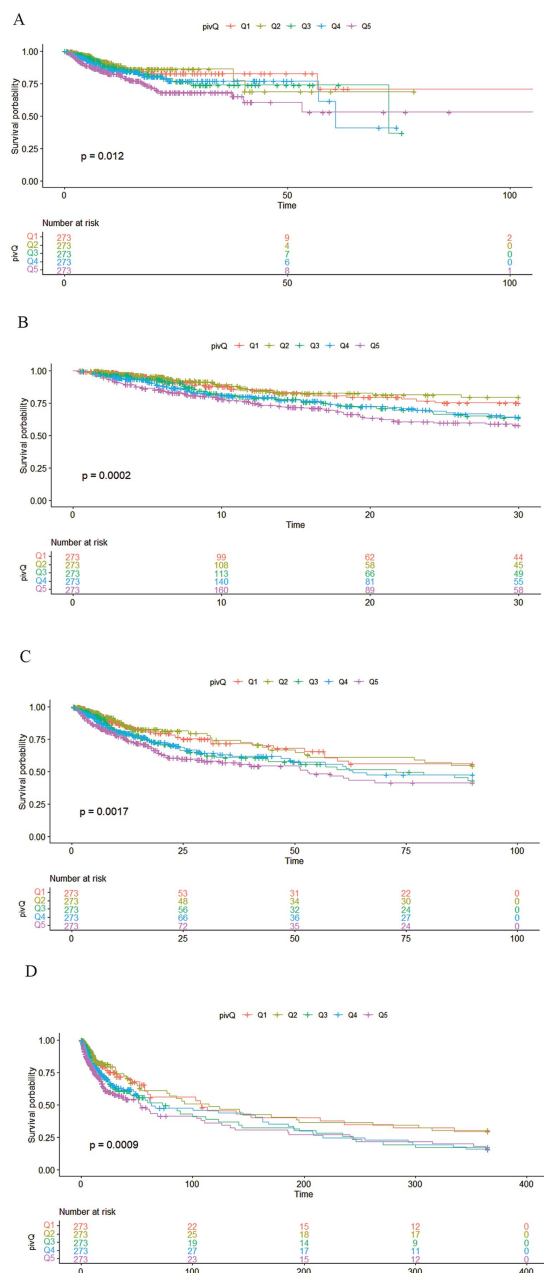 A
pivQ Q1 Q2 Q3 Q4 Q5
Survival porbability
1.00
0.75
0.50
0.25
0.00
p = 0.012
0 50 100
Time
Number at risk
pivQ
Q1 273 9 2
Q2 273 4 0
Q3 273 7 0
Q4 273 6 0
Q5 273 8 1
0 50 100
B
pivQ Q1 Q2 Q3 Q4 Q5
Survival porbability
1.00
0.75
0.50
0.25
0.00
p = 0.0002
0 10 20 30
Time
Number at risk
pivQ
Q1 273 99 62 44
Q2 273 108 58 45
Q3 273 113 66 49
Q4 273 140 81 55
Q5 273 160 89 58
0 10 20 30
C
pivQ Q1 Q2 Q3 Q4 Q5
Survival porbability
1.00
0.75
0.50
0.25
0.00
p = 0.0017
0 25 50 75 100
Time
Number at risk
pivQ
Q1 273 53 31 22 0
Q2 273 48 34 30 0
Q3 273 56 32 24 0
Q4 273 66 36 27 0
Q5 273 72 35 24 0
0 25 50 75 100
D
pivQ Q1 Q2 Q3 Q4 Q5
Survival porbability
1.00
0.75
0.50
0.25
0.00
p = 0.0009
0 100 200 300 400
Time
Number at risk
pivQ
Q1 273 22 15 12 0
Q2 273 25 18 17 0
Q3 273 19 14 9 0
Q4 273 27 17 11 0
Q5 273 23 15 12 0
0 100 200 300 400